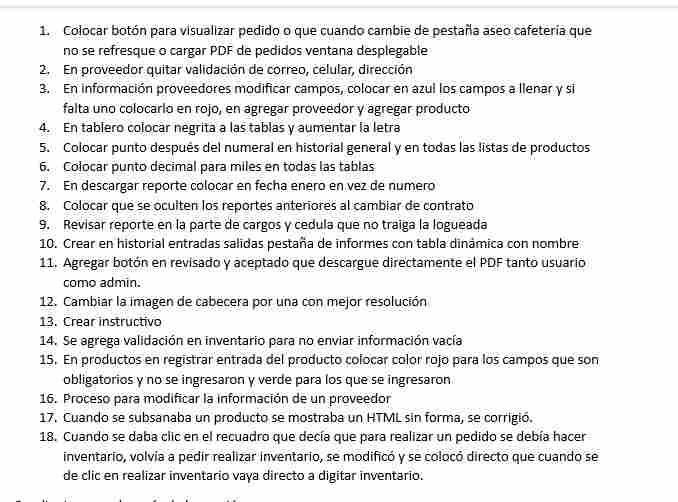 1. Colocar botón para visualizar pedido o que cuando cambie de pestaña aseo cafetería que
no se refresque o cargar PDF de pedidos ventana desplegable
2. En proveedor quitar validación de correo, celular, dirección
3. En información proveedores modificar campos, colocar en azul los campos a llenar y si
falta uno colocarlo en rojo, en agregar proveedor y agregar producto
4. En tablero colocar negrita a las tablas y aumentar la letra
5. Colocar punto después del numeral en historial general y en todas las listas de productos
6. Colocar punto decimal para miles en todas las tablas
7. En descargar reporte colocar en fecha enero en vez de numero
8. Colocar que se oculten los reportes anteriores al cambiar de contrato
9. Revisar reporte en la parte de cargos y cedula que no traiga la logueada
10. Crear en historial entradas salidas pestaña de informes con tabla dinámica con nombre
11. Agregar botón en revisado y aceptado que descargue directamente el PDF tanto usuario
como admin.
12. Cambiar la imagen de cabecera por una con mejor resolución
13. Crear instructivo
14. Se agrega validación en inventario para no enviar información vacía
15. En productos en registrar entrada del producto colocar color rojo para los campos que son
obligatorios y no se ingresaron y verde para los que se ingresaron
16. Proceso para modificar la información de un proveedor
17. Cuando se subsanaba un producto se mostraba un HTML sin forma, se corrigió.
18. Cuando se daba clic en el recuadro que decía que para realizar un pedido se debía hacer
inventario, volvía a pedir realizar inventario, se modificó y se colocó directo que cuando se
de clic en realizar inventario vaya directo a digitar inventario.